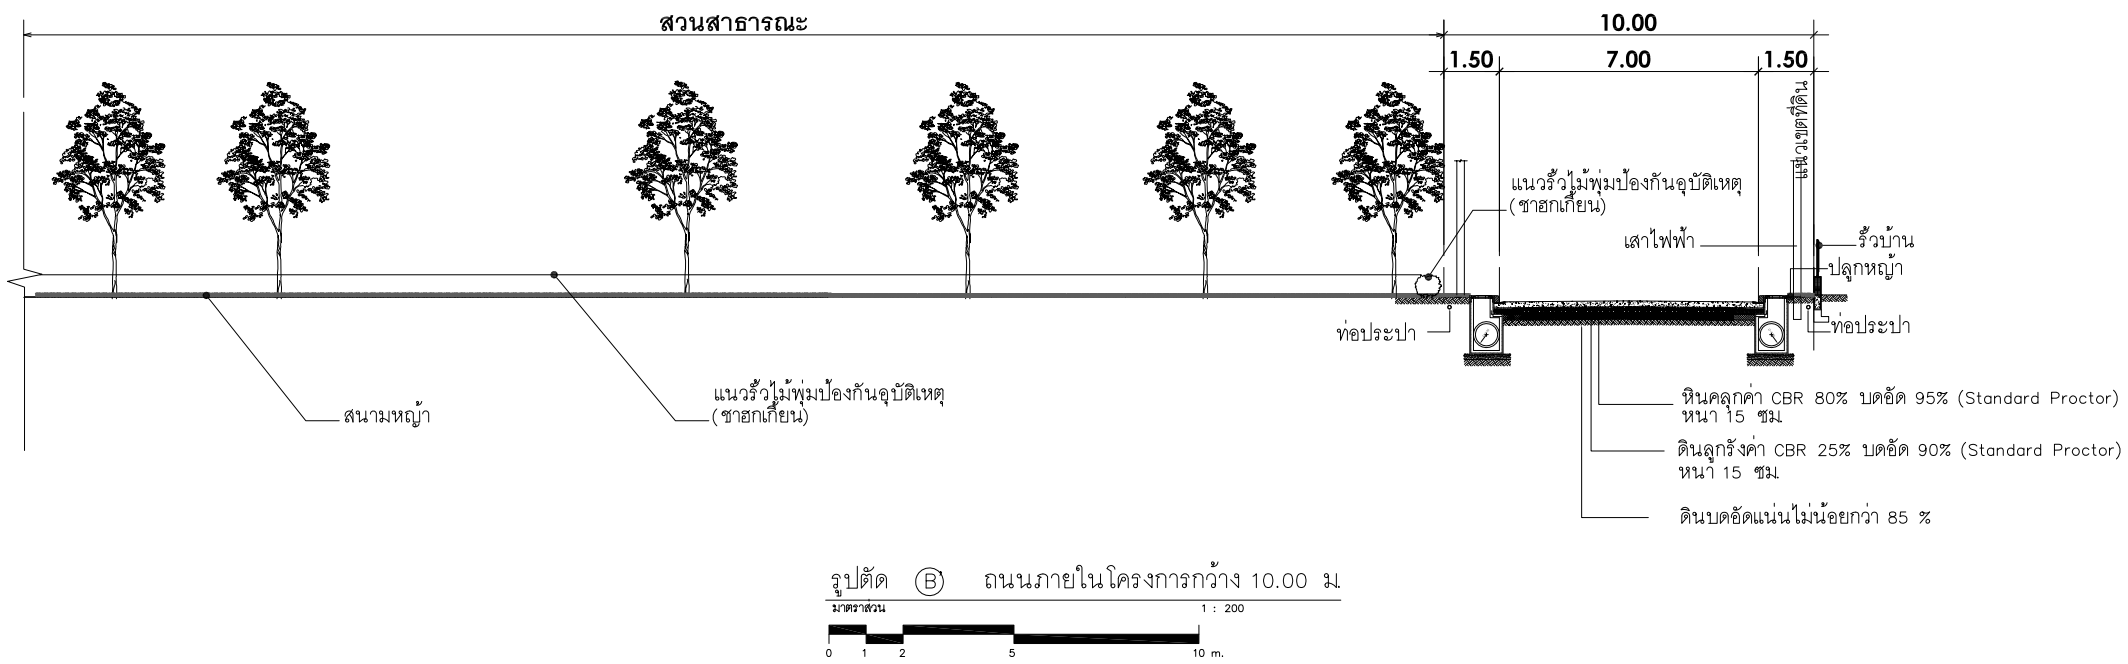 สวนสาธารณะ
10.00
1.50
7.00
1.50
แนวเขตที่ดิน
แนวรั้วไม้พุ่มป้องกันอุบัติเหตุ
(ชาฮกเกี้ยน)
เสาไฟฟ้า
รั้วบ้าน
ปลูกหญ้า
ท่อประปา
ท่อประปา
แนวรั้วไม้พุ่มป้องกันอุบัติเหตุ
(ชาฮกเกี้ยน)
สนามหญ้า
หินคลุกค่า CBR 80% บดอัด 95% (Standard Proctor)
หนา 15 ซม.
ดินลูกรังค่า CBR 25% บดอัด 90% (Standard Proctor)
หนา 15 ซม.
ดินบดอัดแน่นไม่น้อยกว่า 85 %
รูปตัด B' ถนนภายในโครงการกว้าง 10.00 ม.
มาตราส่วน 1 : 200
0 1 2 5 10 m.